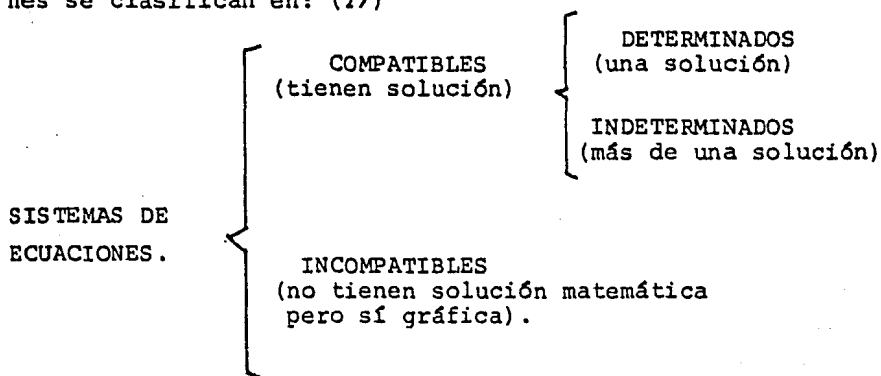 nes se clasifican en: (17)
DETERMINADOS
COMPATIBLES
(una solución)
(tienen solución)
INDETERMINADOS
(más de una solución)
SISTEMAS DE
ECUACIONES.
INCOMPATIBLES
(no tienen solución matemática
pero sí gráfica).